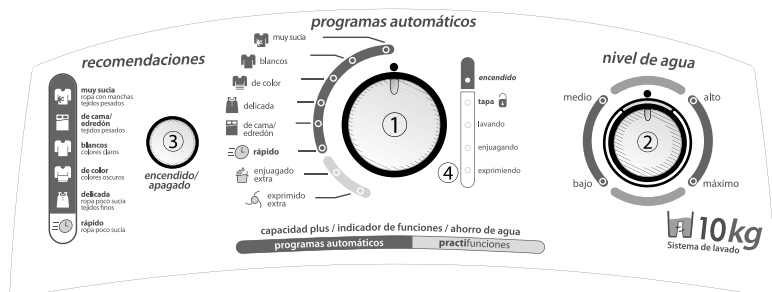 recomendaciones
muy sucia
ropa con manchas
tejidos pesados
de cama/
edredón
tejidos pesados
blancos
colores claros
de color
colores oscuros
delicada
ropa poco sucia
tejidos finos
rápido
ropa poco sucia
3
encendido/
apagado
programas automáticos
muy sucia
blancos
de color
delicada
de cama/
edredón
rápido
enjuagado
extra
exprimido
extra
1
encendido
tapa
lavando
enjuagando
exprimiendo
4
capacidad plus / indicador de funciones / ahorro de agua
programas automáticos
practifunciones
nivel de agua
medio
alto
2
bajo
máximo
10kg
Sistema de lavado